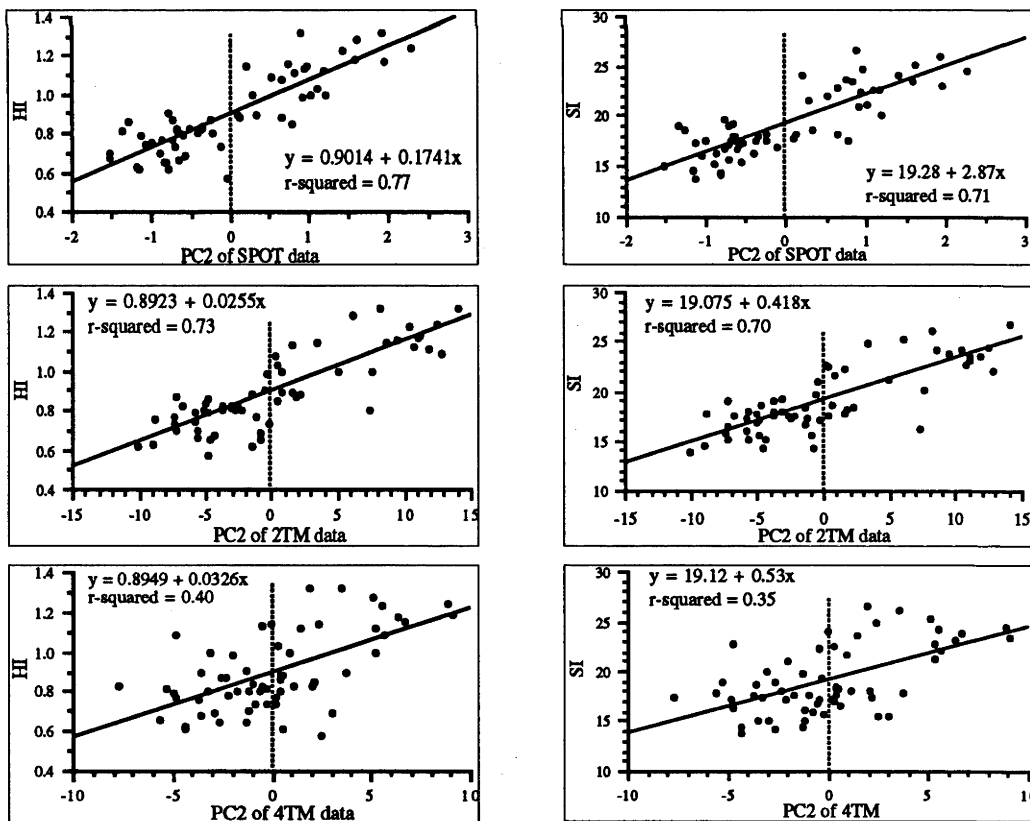 1.4
1.2
1.0
0.8
0.6
0.4
HI
y = 0.9014 + 0.1741x
r-squared = 0.77
-2 -1 0 1 2 3
PC2 of SPOT data
30
25
20
15
10
SI
y = 19.28 + 2.87x
r-squared = 0.71
-2 -1 0 1 2 3
PC2 of SPOT data
1.4
1.2
1.0
0.8
0.6
0.4
HI
y = 0.8923 + 0.0255x
r-squared = 0.73
-15 -10 -5 0 5 10 15
PC2 of 2TM data
30
25
20
15
10
SI
y = 19.075 + 0.418x
r-squared = 0.70
-15 -10 -5 0 5 10 15
PC2 of 2TM data
1.4
1.2
1.0
0.8
0.6
0.4
HI
y = 0.8949 + 0.0326x
r-squared = 0.40
-10 -5 0 5 10
PC2 of 4TM data
30
25
20
15
10
SI
y = 19.12 + 0.53x
r-squared = 0.35
-10 -5 0 5 10
PC2 of 4TM